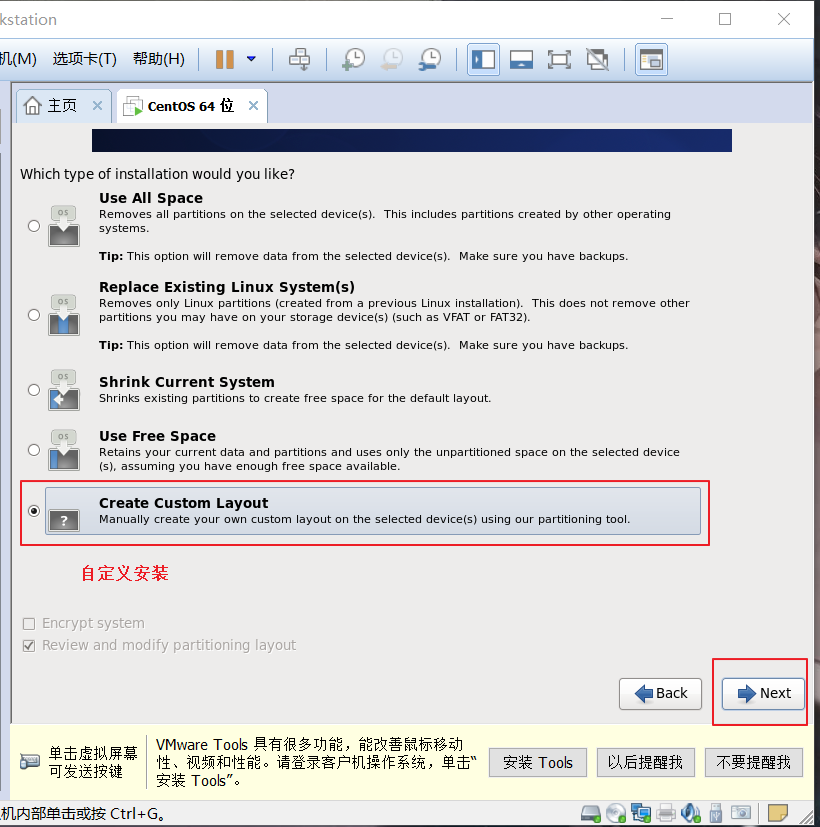 kstation
机(M) 选项卡(T) 帮助(H)
主页 CentOS 64 位
Which type of installation would you like?
Use All Space
Removes all partitions on the selected device(s). This includes partitions created by other operating
systems.
Tip: This option will remove data from the selected device(s). Make sure you have backups.
Replace Existing Linux System(s)
Removes only Linux partitions (created from a previous Linux installation). This does not remove other
partitions you may have on your storage device(s) (such as VFAT or FAT32).
Tip: This option will remove data from the selected device(s). Make sure you have backups.
Shrink Current System
Shrinks existing partitions to create free space for the default layout.
Use Free Space
Retains your current data and partitions and uses only the unpartitioned space on the selected device
(s), assuming you have enough free space available.
Create Custom Layout
Manually create your own custom layout on the selected device(s) using our partitioning tool.
自定义安装
Encrypt system
Review and modify partitioning layout
Back Next
单击虚拟屏幕
可发送按键
VMware Tools 具有很多功能，能改善鼠标移动
性、视频和性能。请登录客户机操作系统，单击“
安装 Tools”。
安装 Tools 以后提醒我 不要提醒我
机内部单击或按 Ctrl+G。
OS
OS
OS
OS
?